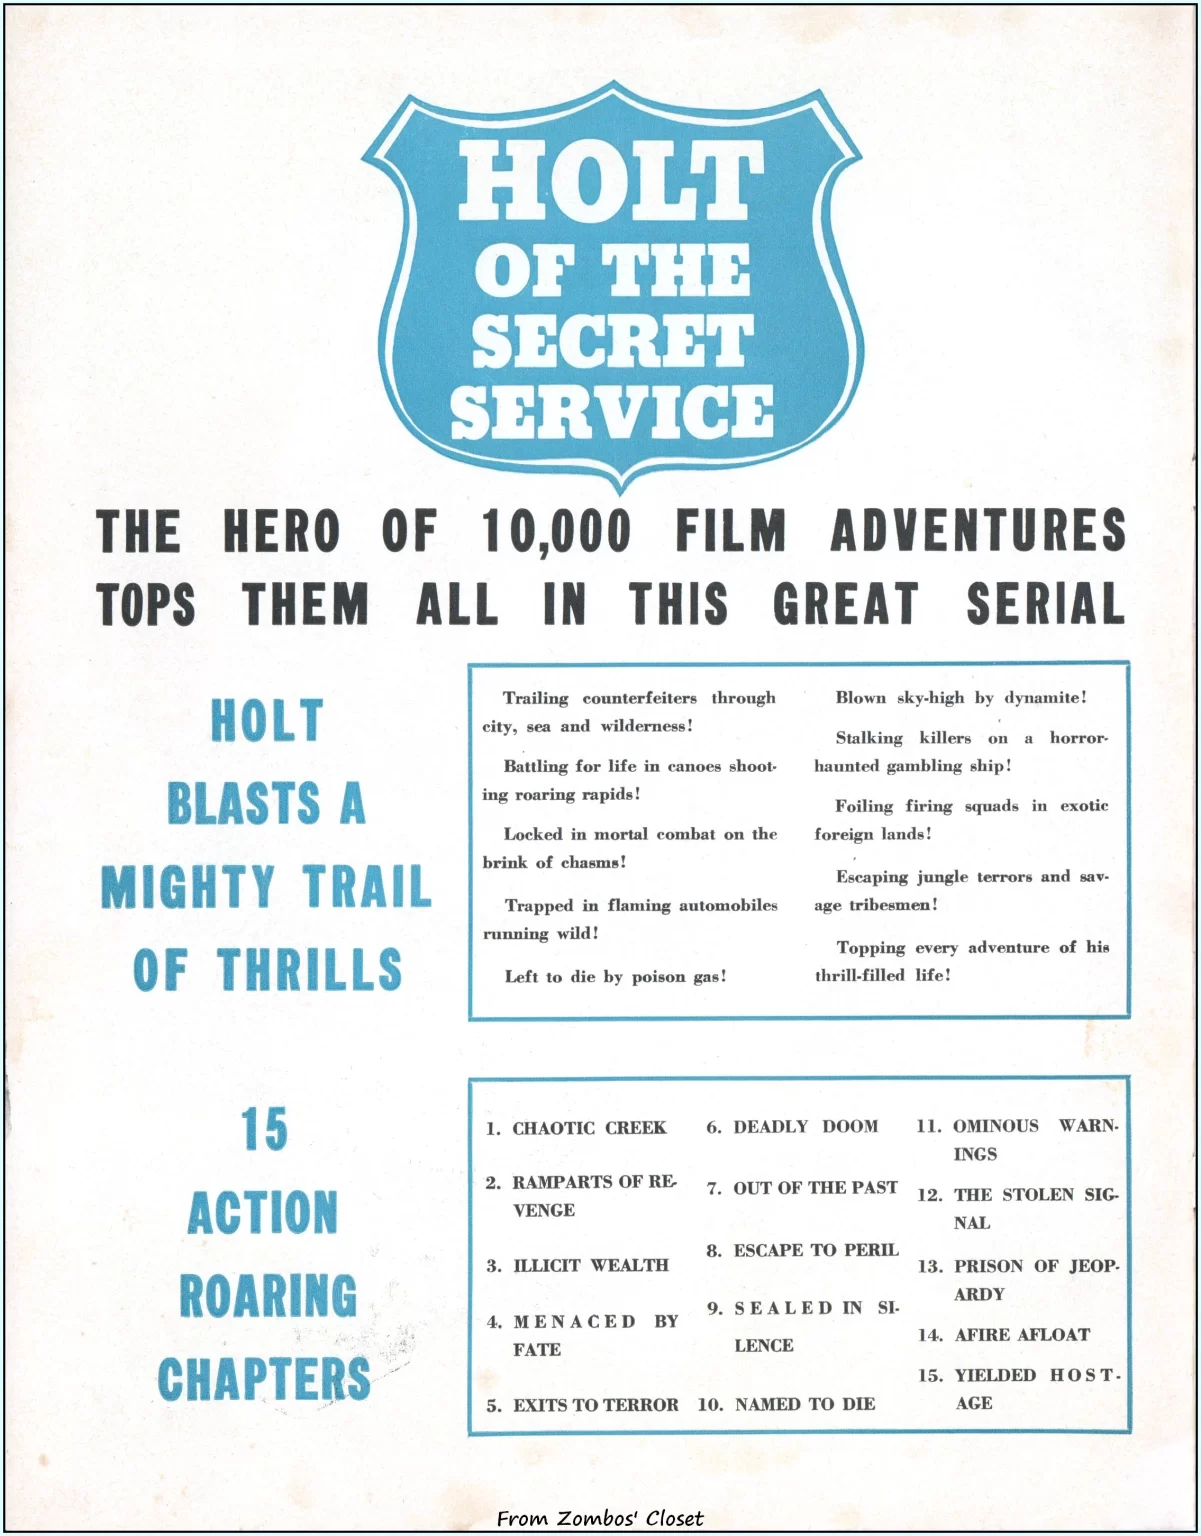 HOLT
OF THE
SECRET
SERVICE
THE HERO OF 10,000 FILM ADVENTURES
TOPS THEM ALL IN THIS GREAT SERIAL
HOLT
BLASTS A
MIGHTY TRAIL
OF THRILLS
Trailing counterfeiters through
city, sea and wilderness!
Battling for life in canoes shoot-
ing roaring rapids!
Locked in mortal combat on the
brink of chasms!
Trapped in flaming automobiles
running wild!
Left to die by poison gas!
Blown sky-high by dynamite!
Stalking killers on a horror-
haunted gambling ship!
Foiling firing squads in exotic
foreign lands!
Escaping jungle terrors and sav-
age tribesmen!
Topping every adventure of his
thrill-filled life!
15
ACTION
ROARING
CHAPTERS
1. CHAOTIC CREEK
2. RAMPARTS OF RE-
VENGE
3. ILLICIT WEALTH
4. MENACED BY
FATE
5. EXITS TO TERROR
6. DEADLY DOOM
7. OUT OF THE PAST
8. ESCAPE TO PERIL
9. SEALED IN SI-
LENCE
10. NAMED TO DIE
11. OMINOUS WARN-
INGS
12. THE STOLEN SIG-
NAL
13. PRISON OF JEOP-
ARDY
14. AFIRE AFLOAT
15. YIELDED HOST-
AGE
From Zombos' Closet